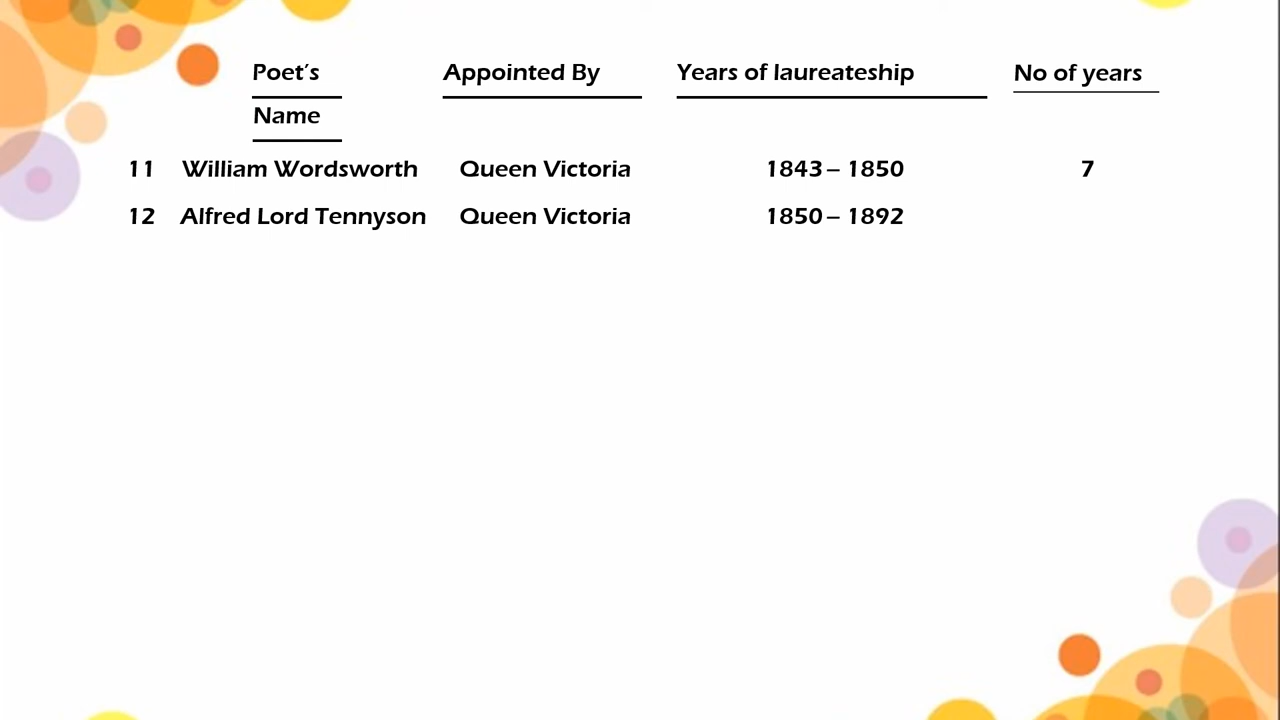 Poet's Name Appointed By Years of laureateship No of years
11 William Wordsworth Queen Victoria 1843 – 1850 7
12 Alfred Lord Tennyson Queen Victoria 1850 – 1892